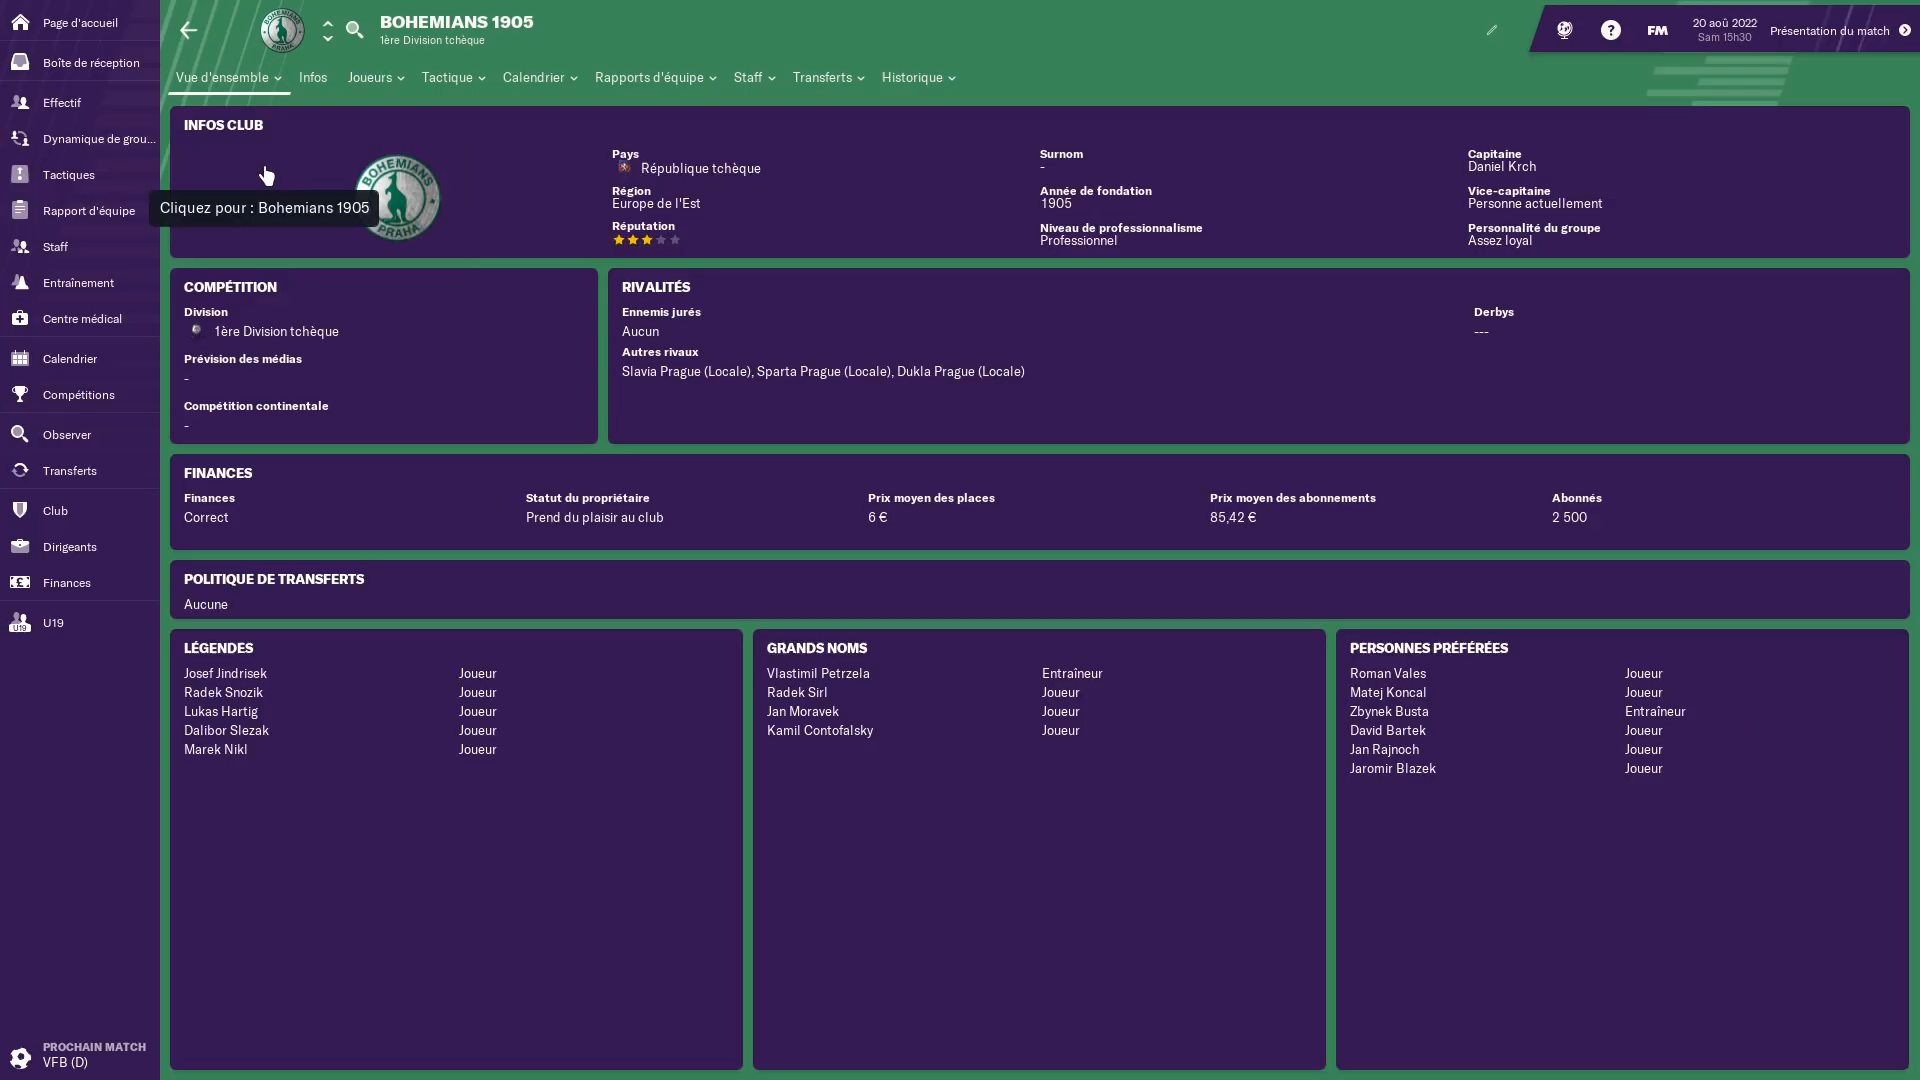 Page d'accueil
Boîte de réception
Effectif
Dynamique de grou...
Tactiques
Rapport d'équipe
Staff
Entraînement
Centre médical
Calendrier
Compétitions
Observer
Transferts
Club
Dirigeants
Finances
U19
U19
PROCHAIN MATCH
VFB (D)
BOHEMIANS
PRAHA
BOHEMIANS 1905
1ère Division tchèque
FM
20 aoû 2022
Sam 15h30
Présentation du match
Vue d'ensemble
Infos
Joueurs
Tactique
Calendrier
Rapports d'équipe
Staff
Transferts
Historique
INFOS CLUB
BOHEMIANS
PRAHA
Cliquez pour : Bohemians 1905
Pays
République tchèque
Région
Europe de l'Est
Réputation
Surnom
-
Année de fondation
1905
Niveau de professionnalisme
Professionnel
Capitaine
Daniel Krch
Vice-capitaine
Personne actuellement
Personnalité du groupe
Assez loyal
COMPÉTITION
Division
1ère Division tchèque
Prévision des médias
-
Compétition continentale
-
RIVALITÉS
Ennemis jurés
Aucun
Autres rivaux
Slavia Prague (Locale), Sparta Prague (Locale), Dukla Prague (Locale)
Derbys
---
FINANCES
Finances
Correct
Statut du propriétaire
Prend du plaisir au club
Prix moyen des places
6 €
Prix moyen des abonnements
85,42 €
Abonnés
2 500
POLITIQUE DE TRANSFERTS
Aucune
LÉGENDES
Josef Jindrisek Joueur
Radek Snozik Joueur
Lukas Hartig Joueur
Dalibor Slezak Joueur
Marek Nikl Joueur
GRANDS NOMS
Vlastimil Petrzela Entraîneur
Radek Sirl Joueur
Jan Moravek Joueur
Kamil Contofalsky Joueur
PERSONNES PRÉFÉRÉES
Roman Vales Joueur
Matej Koncal Joueur
Zbynek Busta Entraîneur
David Bartek Joueur
Jan Rajnoch Joueur
Jaromir Blazek Joueur